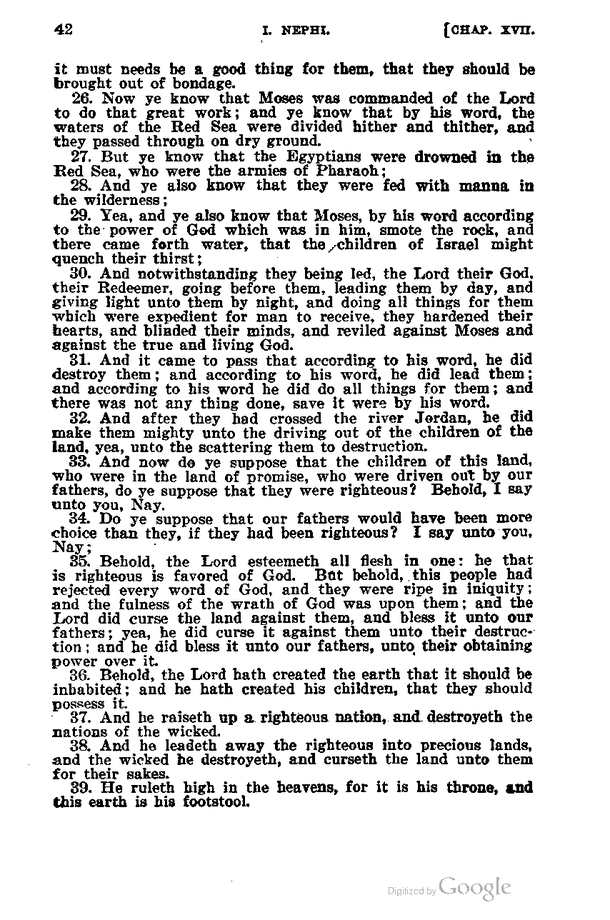 42 I. NEPHI. [CHAP. XVII.
it must needs be a good thing for them, that they should be
brought out of bondage.
26. Now ye know that Moses was commanded of the Lord
to do that great work; and ye know that by his word, the
waters of the Red Sea were divided hither and thither, and
they passed through on dry ground.
27. But ye know that the Egyptians were drowned in the
Red Sea, who were the armies of Pharaoh;
28. And ye also know that they were fed with manna in
the wilderness;
29. Yea, and ye also know that Moses, by his word according
to the power of God which was in him, smote the rock, and
there came forth water, that the children of Israel might
quench their thirst;
30. And notwithstanding they being led, the Lord their God,
their Redeemer, going before them, leading them by day, and
giving light unto them by night, and doing all things for them
which were expedient for man to receive, they hardened their
hearts, and blinded their minds, and reviled against Moses and
against the true and living God.
31. And it came to pass that according to his word, he did
destroy them; and according to his word, he did lead them;
and according to his word he did do all things for them; and
there was not any thing done, save it were by his word.
32. And after they had crossed the river Jordan, he did
make them mighty unto the driving out of the children of the
land, yea, unto the scattering them to destruction.
33. And now do ye suppose that the children of this land,
who were in the land of promise, who were driven out by our
fathers, do ye suppose that they were righteous? Behold, I say
unto you, Nay.
34. Do ye suppose that our fathers would have been more
choice than they, if they had been righteous? I say unto you,
Nay;
35. Behold, the Lord esteemeth all flesh in one: he that
is righteous is favored of God. But behold, this people had
rejected every word of God, and they were ripe in iniquity;
and the fulness of the wrath of God was upon them; and the
Lord did curse the land against them, and bless it unto our
fathers; yea, he did curse it against them unto their destruc-
tion; and he did bless it unto our fathers, unto their obtaining
power over it.
36. Behold, the Lord hath created the earth that it should be
inhabited; and he hath created his children, that they should
possess it.
37. And he raiseth up a righteous nation, and destroyeth the
nations of the wicked.
38. And he leadeth away the righteous into precious lands,
and the wicked he destroyeth, and curseth the land unto them
for their sakes.
39. He ruleth high in the heavens, for it is his throne, and
this earth is his footstool.
Digitized by Google